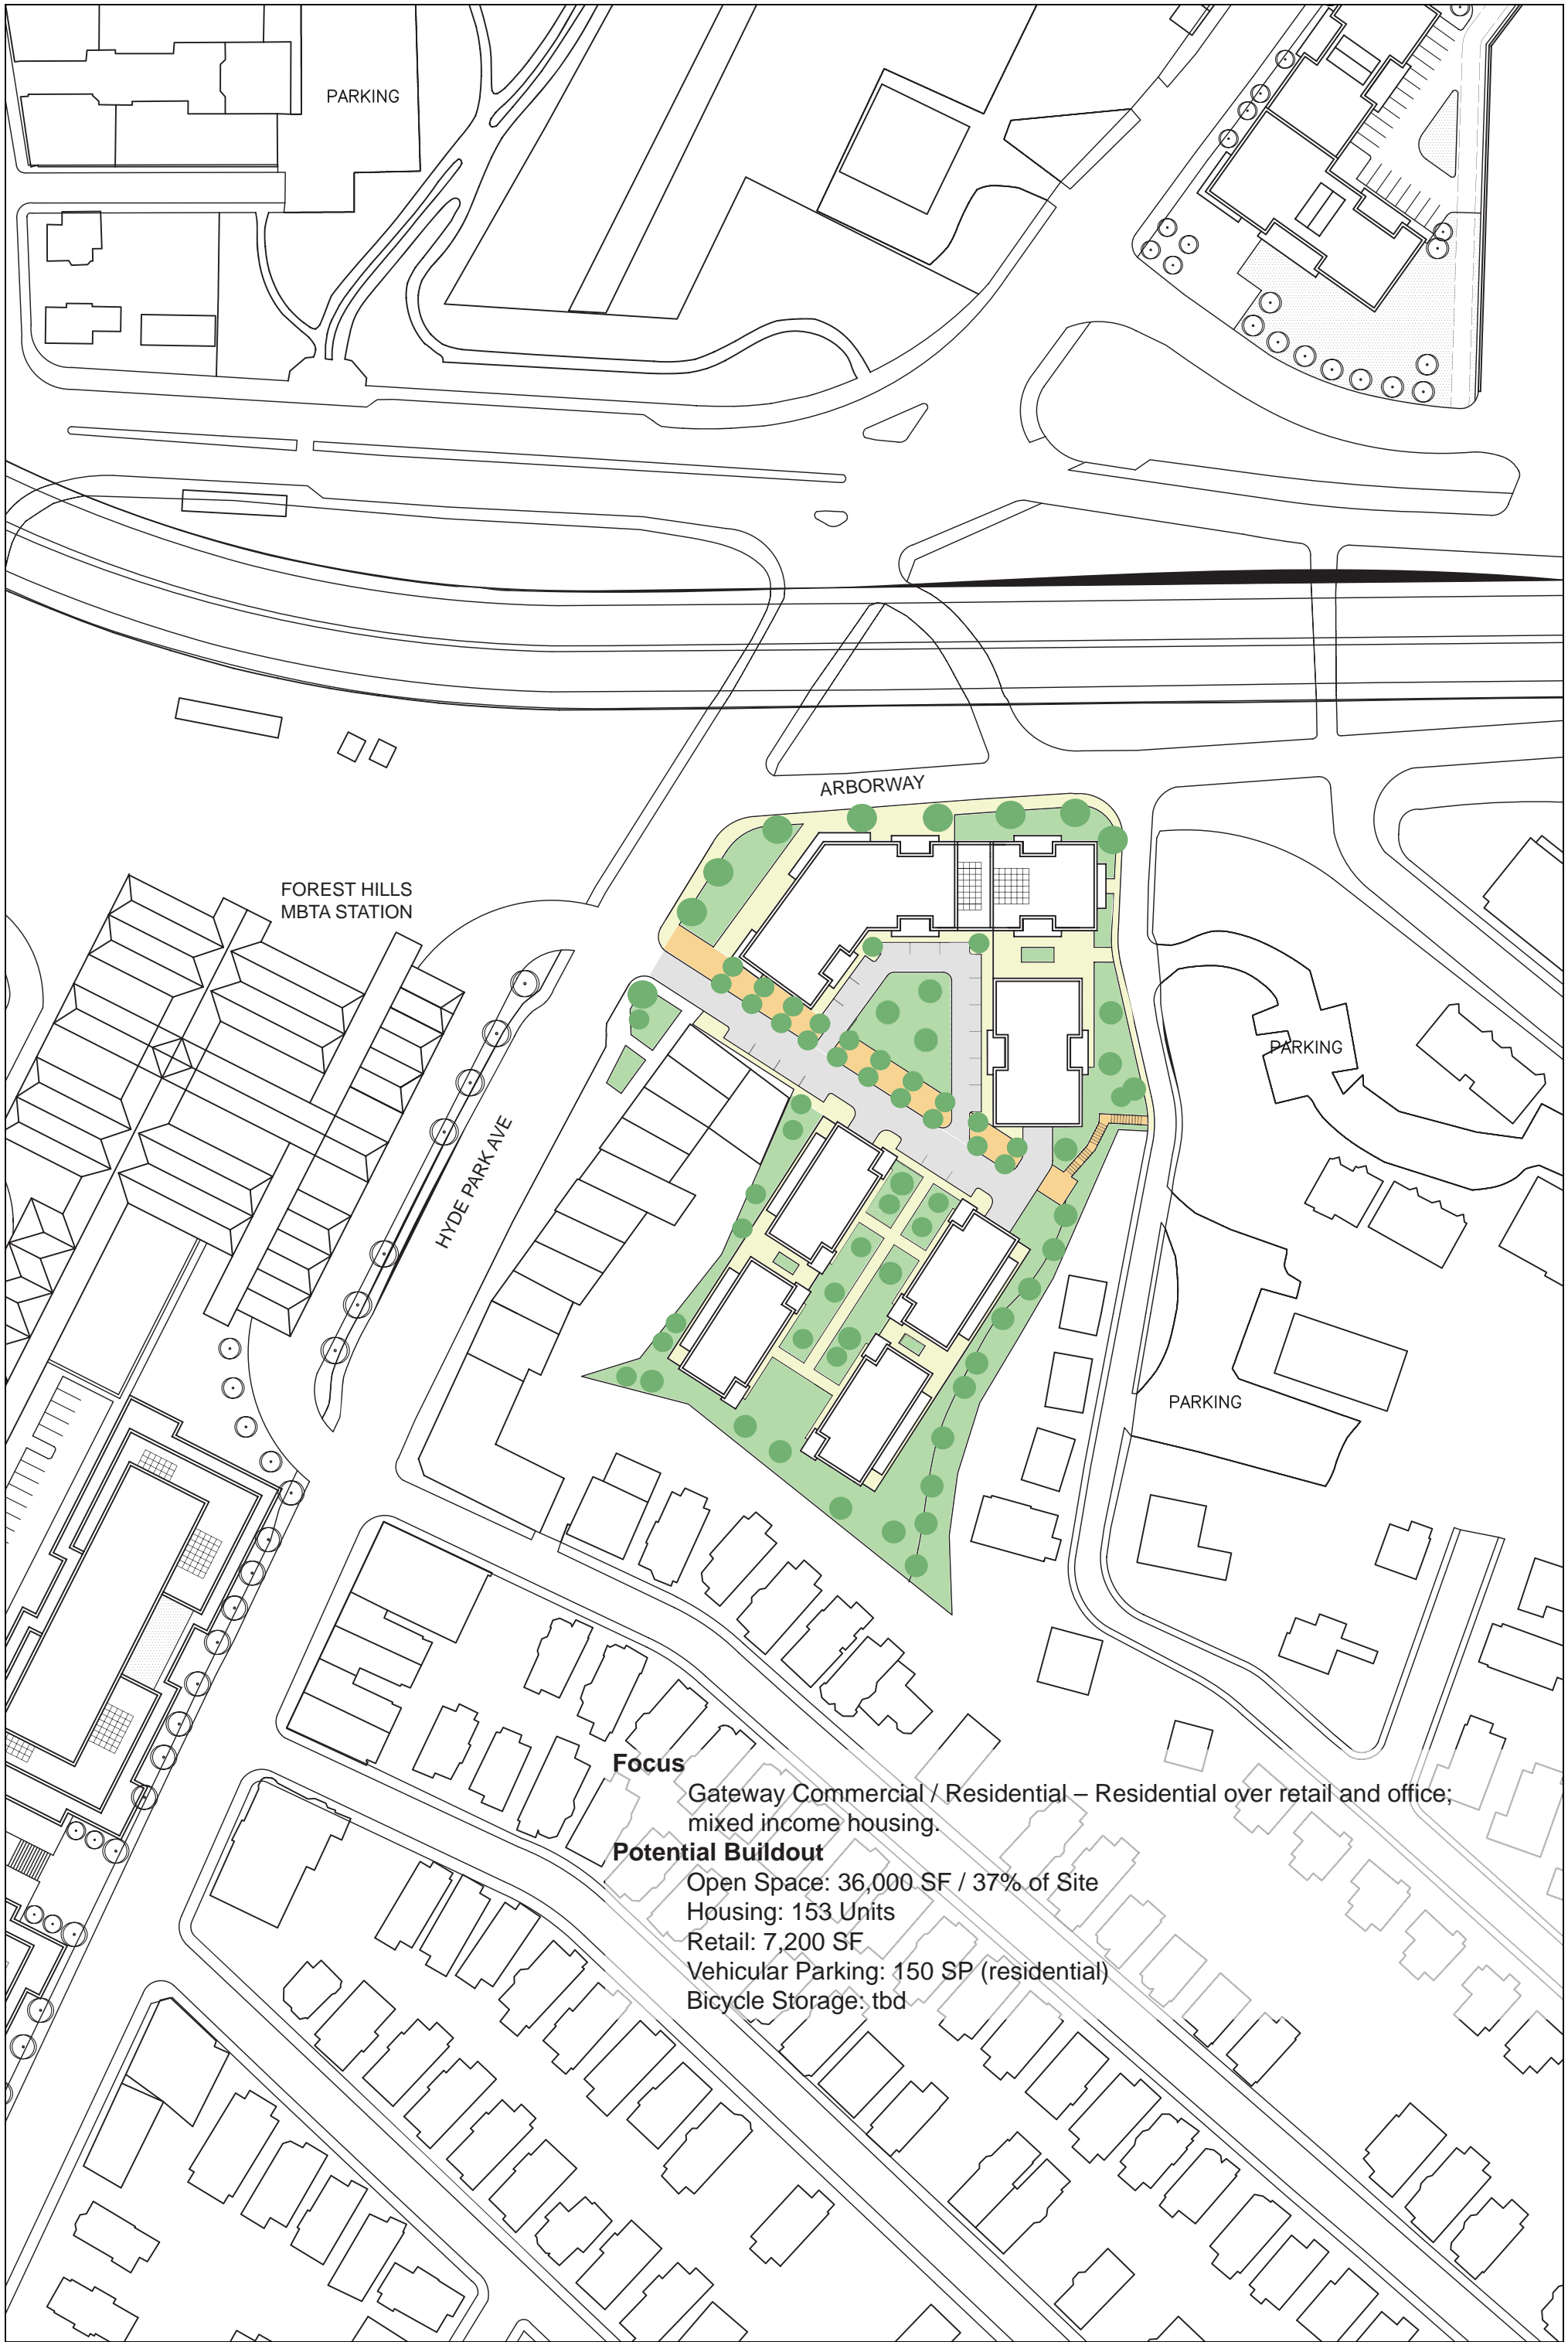 PARKING
ARBORWAY
FOREST HILLS
MBTA STATION
PARKING
HYDE PARK AVE
PARKING
Focus
Gateway Commercial / Residential – Residential over retail and office;
mixed income housing.
Potential Buildout
Open Space: 36,000 SF / 37% of Site
Housing: 153 Units
Retail: 7,200 SF
Vehicular Parking: 150 SP (residential)
Bicycle Storage: tbd